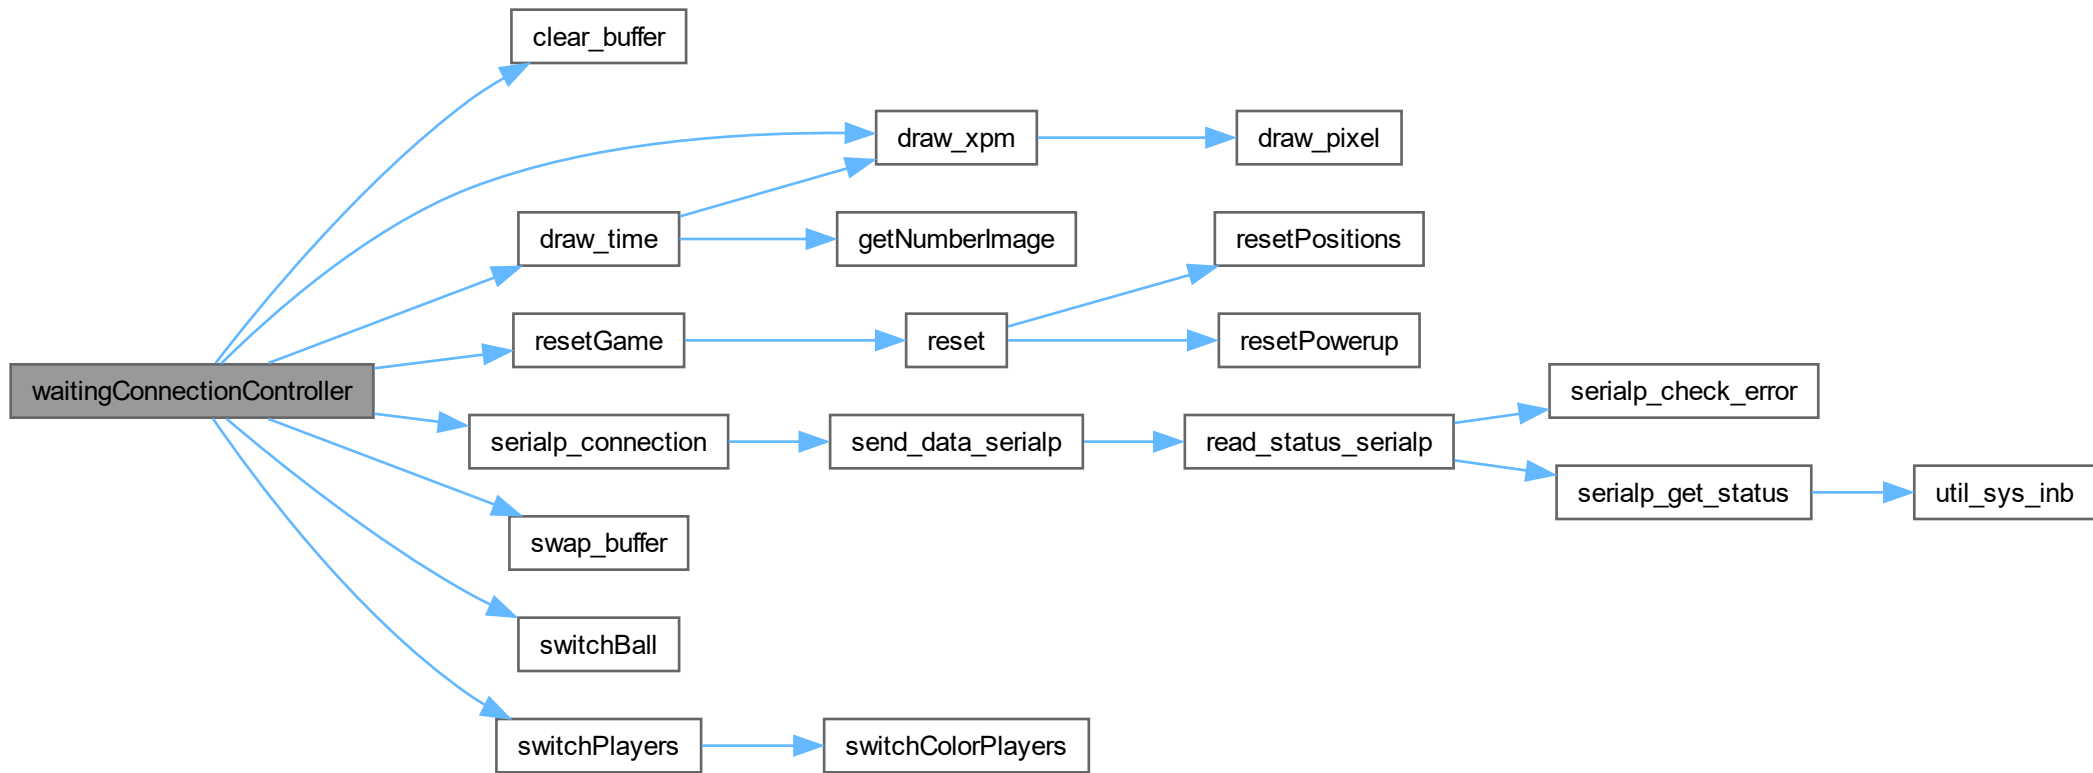 clear_buffer
draw_xpm
draw_pixel
draw_time
getNumberImage
resetPositions
resetGame
reset
resetPowerup
waitingConnectionController
serialp_check_error
serialp_connection
send_data_serialp
read_status_serialp
serialp_get_status
util_sys_inb
swap_buffer
switchBall
switchPlayers
switchColorPlayers